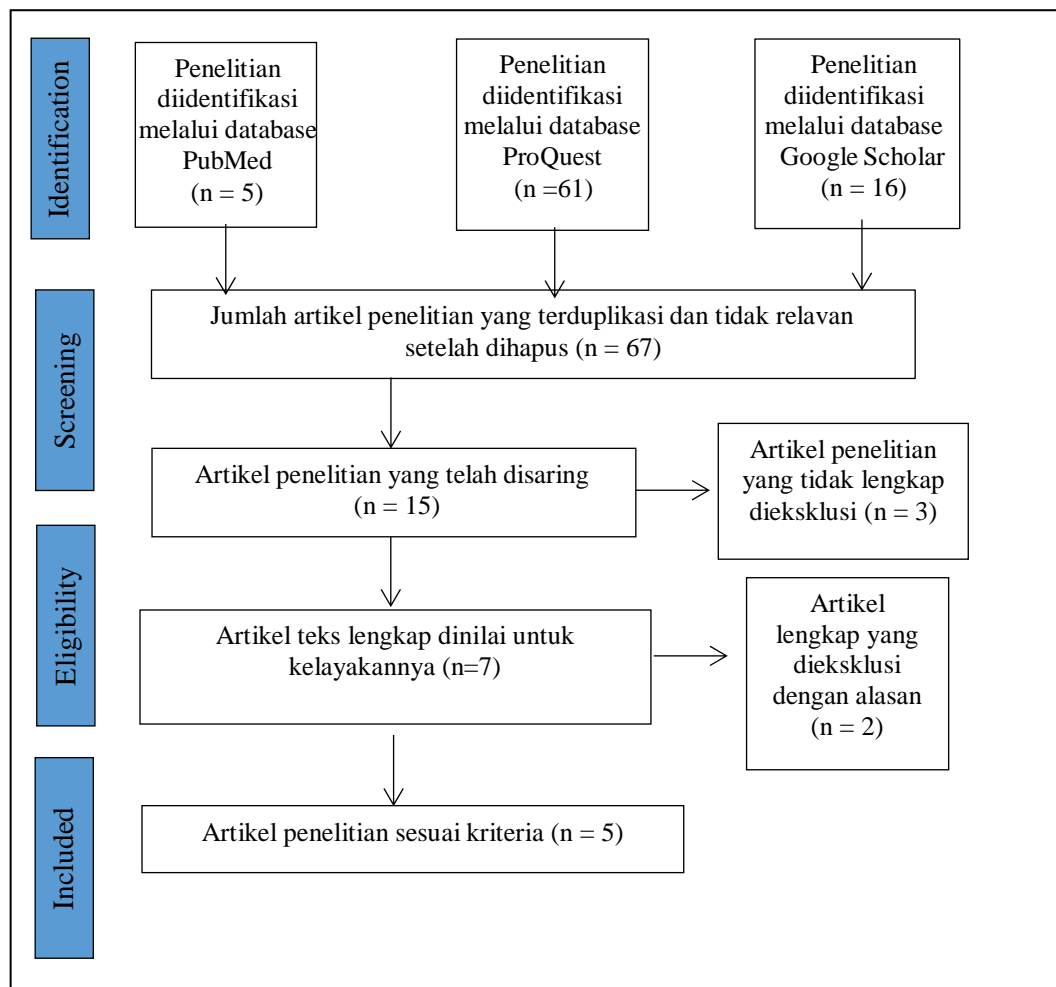 Identification
Penelitian
diidentifikasi
melalui database
PubMed
(n = 5)
Penelitian
diidentifikasi
melalui database
ProQuest
(n =61)
Penelitian
diidentifikasi
melalui database
Google Scholar
(n = 16)
Screening
Jumlah artikel penelitian yang terduplikasi dan tidak relavan
setelah dihapus (n = 67)
Artikel penelitian yang telah disaring
(n = 15)
Artikel penelitian
yang tidak lengkap
dieksklusi (n = 3)
Eligibility
Artikel teks lengkap dinilai untuk
kelayakannya (n=7)
Artikel
lengkap yang
dieksklusi
dengan alasan
(n = 2)
Included
Artikel penelitian sesuai kriteria (n = 5)